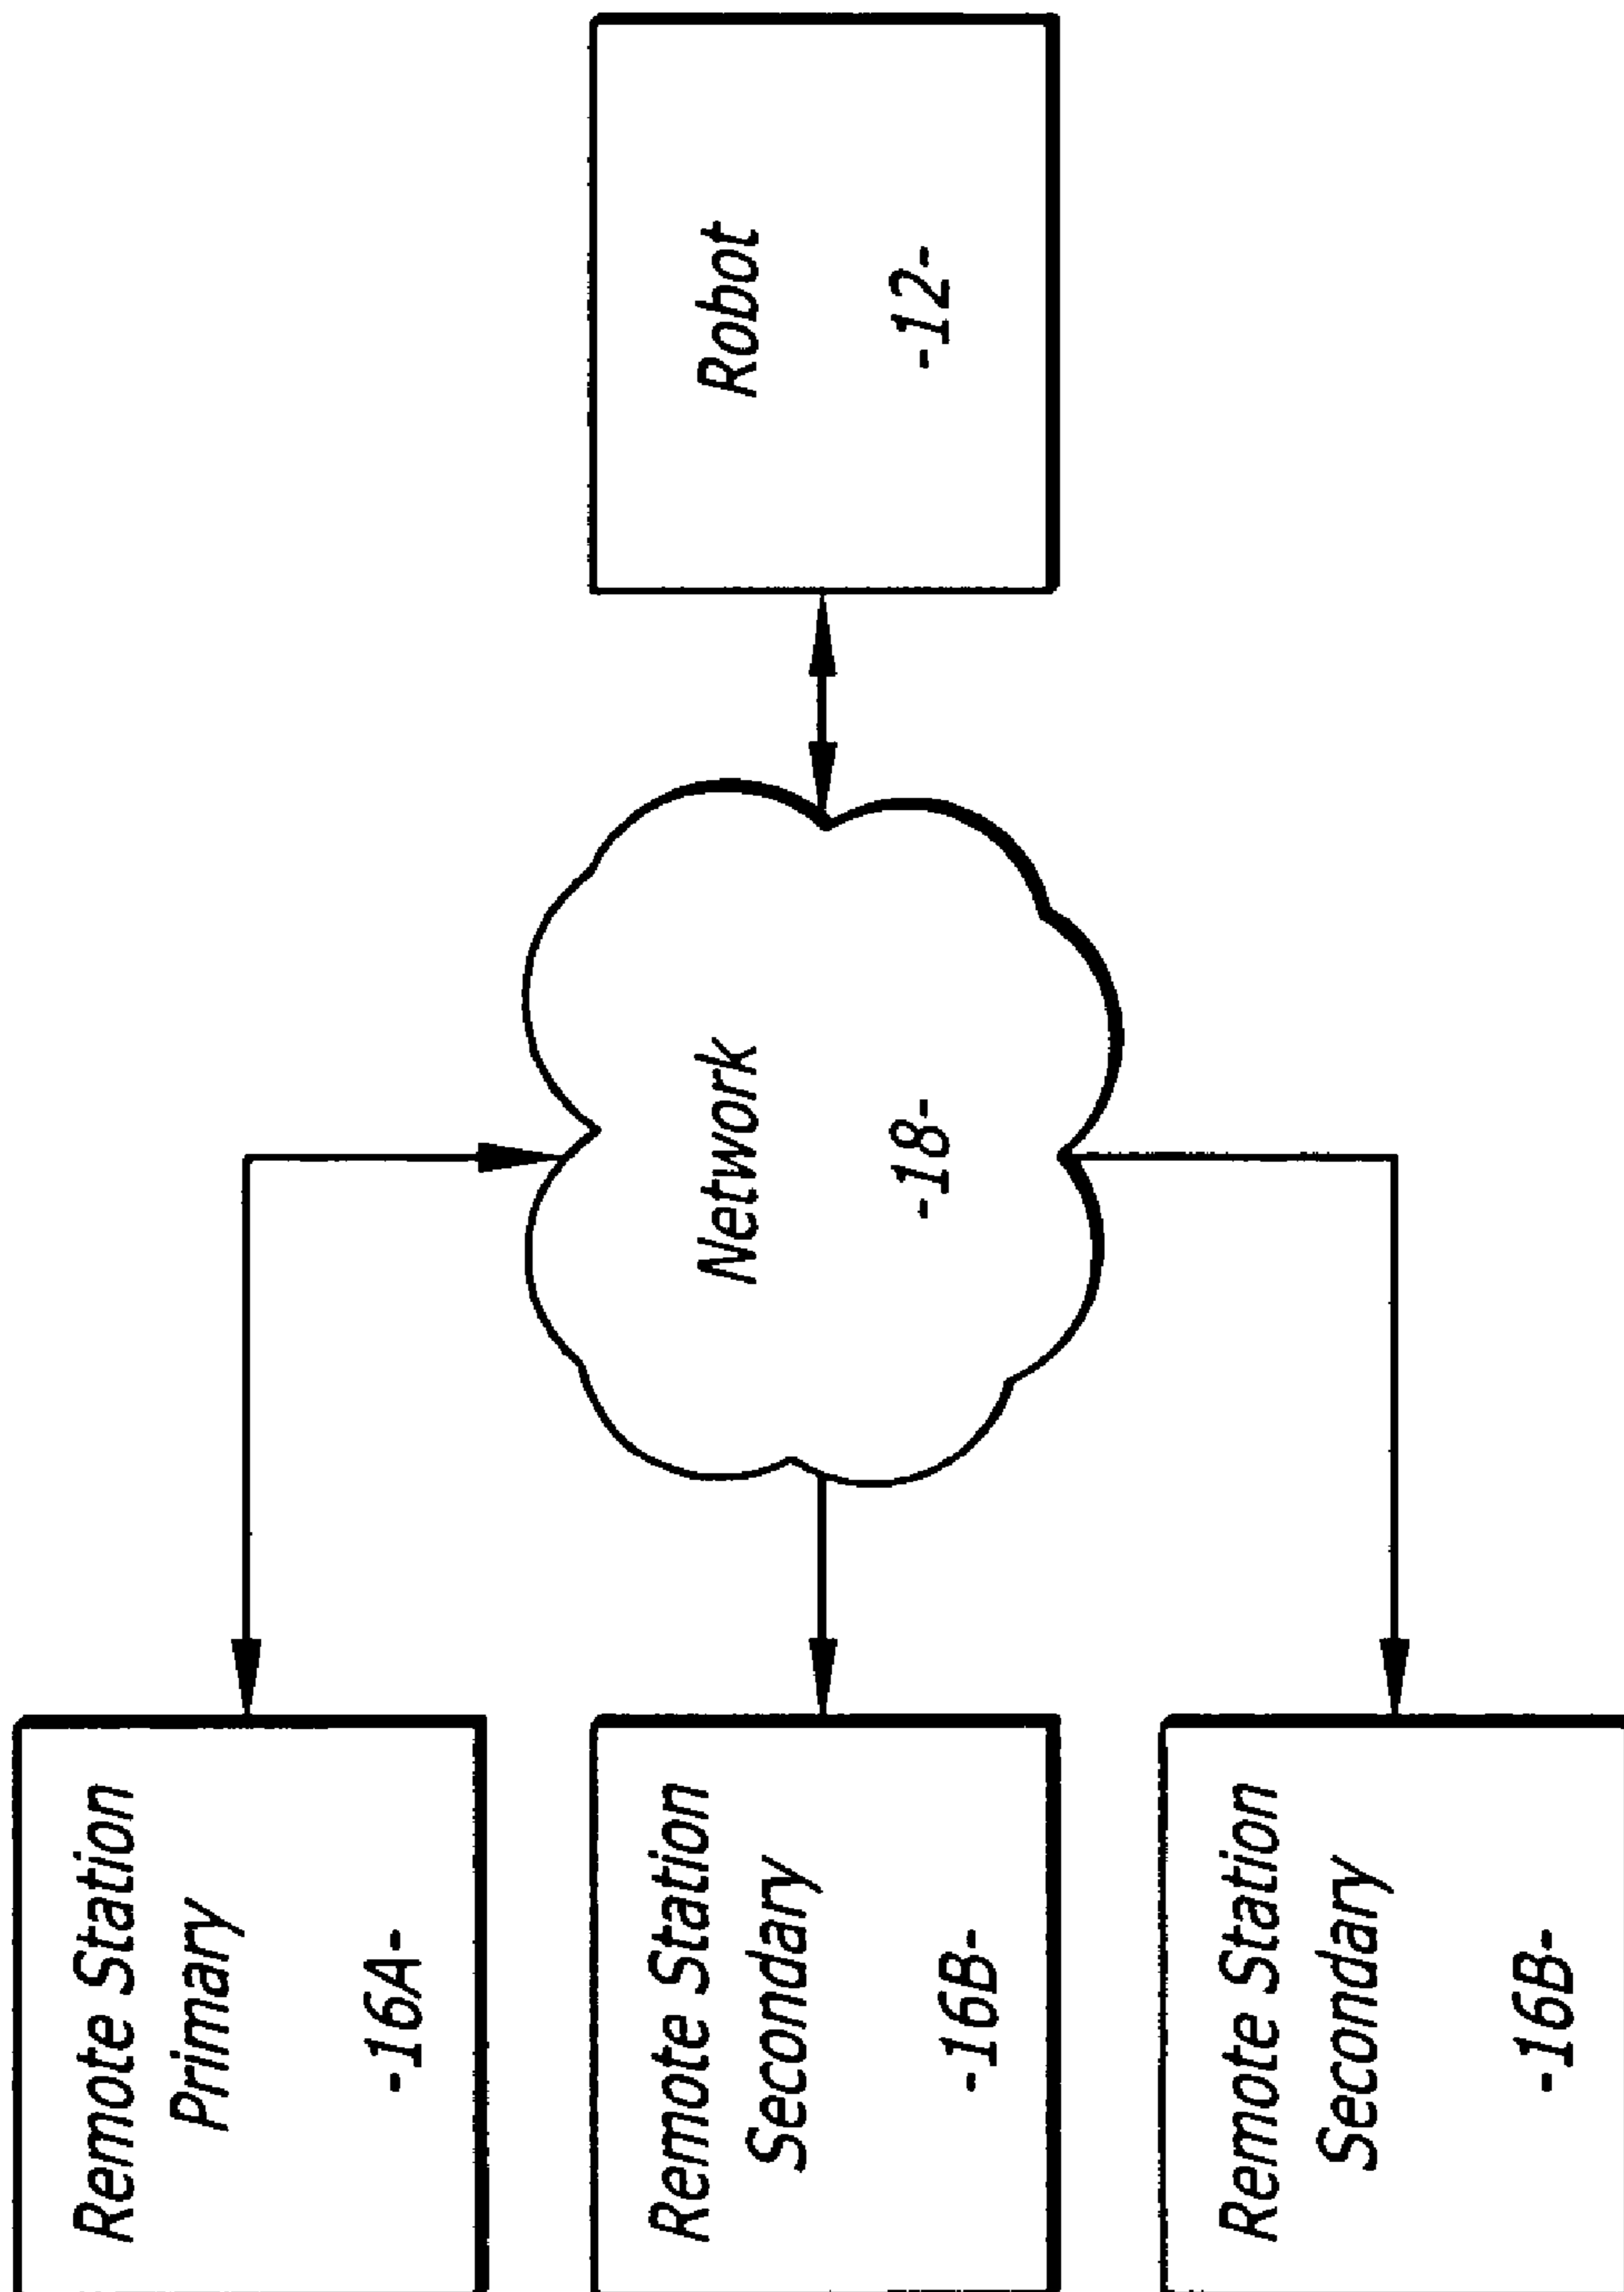 Remote Station
Primary
-16A-
Remote Station
Secondary
-16B-
Remote Station
Secondary
-16B-
Network
-18-
Robot
-12-